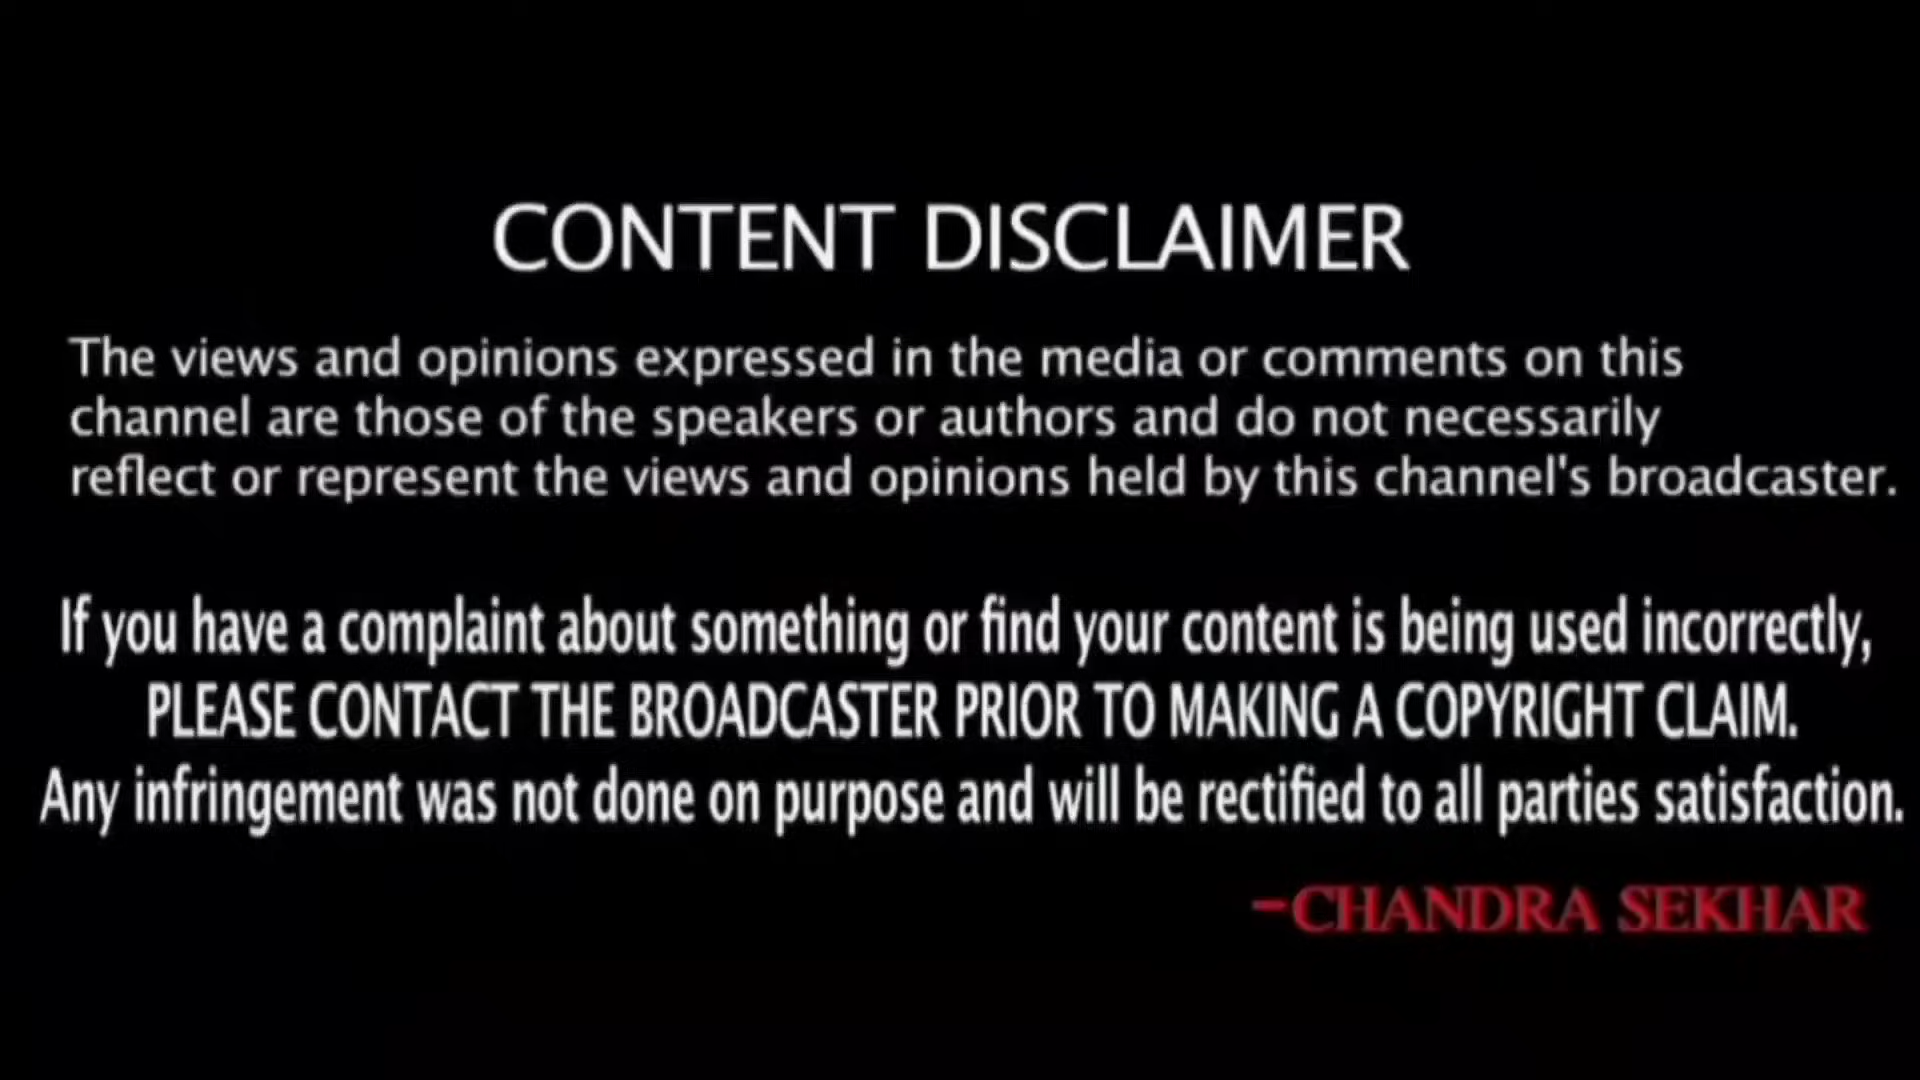 CONTENT DISCLAIMER
The views and opinions expressed in the media or comments on this
channel are those of the speakers or authors and do not necessarily
reflect or represent the views and opinions held by this channel's broadcaster.
If you have a complaint about something or find your content is being used incorrectly,
PLEASE CONTACT THE BROADCASTER PRIOR TO MAKING A COPYRIGHT CLAIM.
Any infringement was not done on purpose and will be rectified to all parties satisfaction.
-CHANDRA SEKHAR